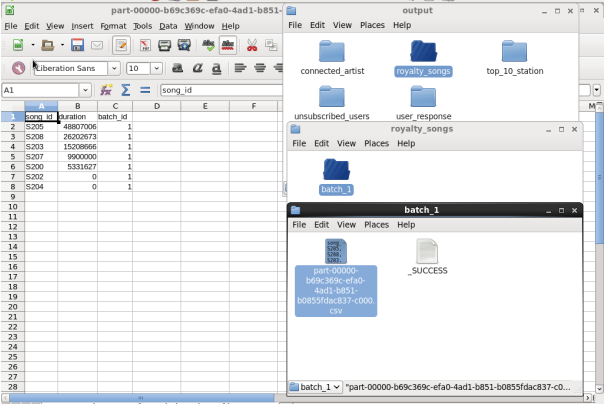 part-00000-b69c369c-efa0-4ad1-b851-
File Edit View Insert Format Tools Data Window Help
Liberation Sans 10
A1 song_id
A B C D E F M
1 song_id duration batch_id
2 S205 48807006 1
3 S208 26202673 1
4 S203 15208666 1
5 S207 9900000 1
6 S200 5331627 1
7 S202 0 1
8 S204 0 1
9
10
11
12
13
14
15
16
17
18
19
20
21
22
23
24
25
26
27
28
output
File Edit View Places Help
connected_artist royalty_songs top_10_station
unsubscribed_users user_response
royalty_songs
File Edit View Places Help
batch_1
batch_1
File Edit View Places Help
song_
S205,
S208,
S203,
part-00000-
b69c369c-efa0-
4ad1-b851-
b0855fdac837-c000.
csv
_SUCCESS
batch_1 "part-00000-b69c369c-efa0-4ad1-b851-b0855fdac837-c0...